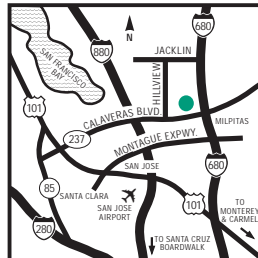 680
N
880
JACKLIN
SAN FRANCISCO
BAY
HILLVIEW
101
CALAVERAS BLVD.
MILPITAS
237
MONTAGUE EXPWY.
SAN JOSE
680
85
SANTA CLARA
SAN JOSE
AIRPORT
101
TO
MONTEREY
& CARMEL
280
TO SANTA CRUZ
BOARDWALK